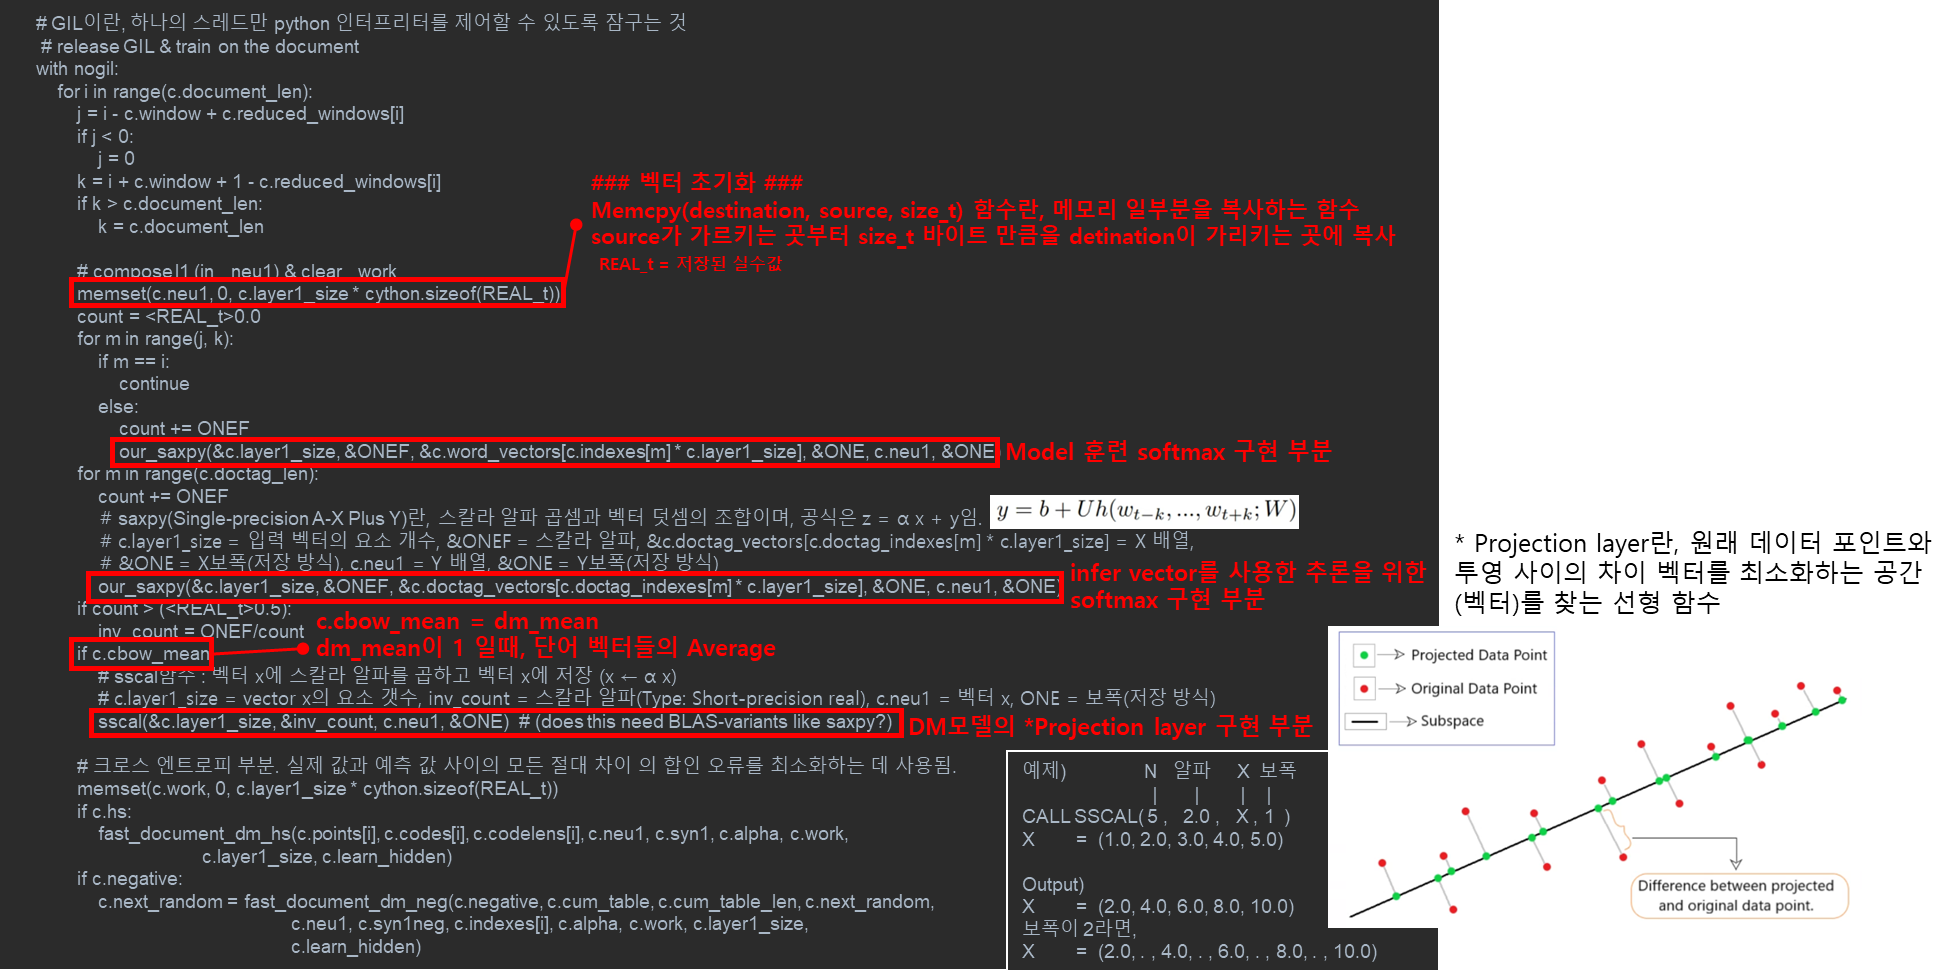 # GIL이란, 하나의 스레드만 python 인터프리터를 제어할 수 있도록 잠구는 것
# release GIL & train on the document
with nogil:
for i in range(c.document_len):
j = i - c.window + c.reduced_windows[i]
if j < 0:
j = 0
k = i + c.window + 1 - c.reduced_windows[i]
if k > c.document_len:
k = c.document_len
### 벡터 초기화 ###
Memcpy(destination, source, size_t) 함수란, 메모리 일부분을 복사하는 함수
source가 가르키는 곳부터 size_t 바이트 만큼을 detination이 가리키는 곳에 복사
REAL_t = 저장된 실수값
# compose l1 (in _neu1) & clear _work
memset(c.neu1, 0, c.layer1_size * cython.sizeof(REAL_t))
count = <REAL_t>0.0
for m in range(j, k):
if m == i:
continue
else:
count += ONEF
our_saxpy(&c.layer1_size, &ONEF, &c.word_vectors[c.indexes[m] * c.layer1_size], &ONE, c.neu1, &ONE) Model 훈련 softmax 구현 부분
for m in range(c.doctag_len):
count += ONEF
# saxpy(Single-precision A-X Plus Y)란, 스칼라 알파 곱셈과 벡터 덧셈의 조합이며, 공식은 z = α x + y임. y = b + Uh(w_{t−k}, ..., w_{t+k}; W)
# c.layer1_size = 입력 벡터의 요소 개수, &ONEF = 스칼라 알파, &c.doctag_vectors[c.doctag_indexes[m] * c.layer1_size] = X 배열,
# &ONE = X보폭(저장 방식), c.neu1 = Y 배열, &ONE = Y보폭(저장 방식)
our_saxpy(&c.layer1_size, &ONEF, &c.doctag_vectors[c.doctag_indexes[m] * c.layer1_size], &ONE, c.neu1, &ONE)
infer vector를 사용한 추론을 위한
softmax 구현 부분
if count > (<REAL_t>0.5):
inv_count = ONEF/count
c.cbow_mean = dm_mean
dm_mean이 1 일때, 단어 벡터들의 Average
if c.cbow_mean
# sscal함수 : 벡터 x에 스칼라 알파를 곱하고 벡터 x에 저장 (x ← α x)
# c.layer1_size = vector x의 요소 갯수, inv_count = 스칼라 알파(Type: Short-precision real), c.neu1 = 벡터 x, ONE = 보폭(저장 방식)
sscal(&c.layer1_size, &inv_count, c.neu1, &ONE) # (does this need BLAS-variants like saxpy?) DM모델의 *Projection layer 구현 부분
# 크로스 엔트로피 부분. 실제 값과 예측 값 사이의 모든 절대 차이 의 합인 오류를 최소화하는 데 사용됨.
memset(c.work, 0, c.layer1_size * cython.sizeof(REAL_t))
if c.hs:
fast_document_dm_hs(c.points[i], c.codes[i], c.codelens[i], c.neu1, c.syn1, c.alpha, c.work,
c.layer1_size, c.learn_hidden)
if c.negative:
c.next_random = fast_document_dm_neg(c.negative, c.cum_table, c.cum_table_len, c.next_random,
c.neu1, c.syn1neg, c.indexes[i], c.alpha, c.work, c.layer1_size,
c.learn_hidden)
예제) N 알파 X 보폭
| | | |
CALL SSCAL( 5 , 2.0 , X , 1 )
X = (1.0, 2.0, 3.0, 4.0, 5.0)
Output)
X = (2.0, 4.0, 6.0, 8.0, 10.0)
보폭이 2라면,
X = (2.0, . , 4.0, . , 6.0, . , 8.0, . , 10.0)
* Projection layer란, 원래 데이터 포인트와
투영 사이의 차이 벡터를 최소화하는 공간
(벡터)를 찾는 선형 함수
Projected Data Point
Original Data Point
Subspace
Difference between projected
and original data point.